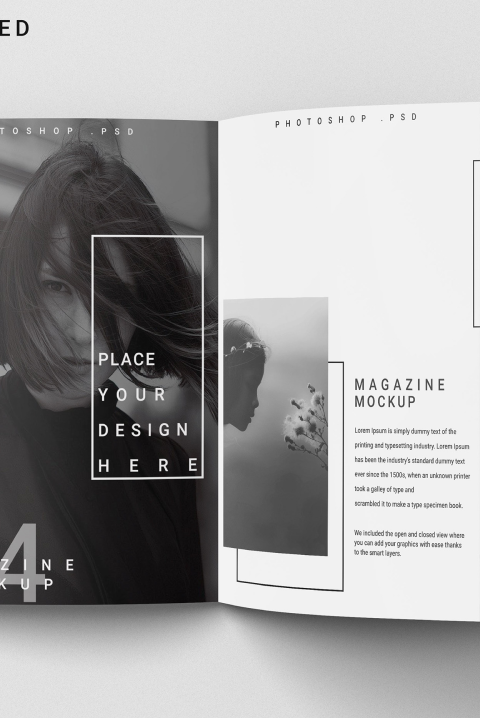 ED
TOSHOP .PSD
PLACE
YOUR
DESIGN
HERE
4
ZINE
KUP
PHOTOSHOP .PSD
MAGAZINE
MOCKUP
Lorem Ipsum is simply dummy text of the
printing and typesetting industry. Lorem Ipsum
has been the industry's standard dummy text
ever since the 1500s, when an unknown printer
took a galley of type and
scrambled it to make a type specimen book.
We included the open and closed view where
you can add your graphics with ease thanks
to the smart layers.